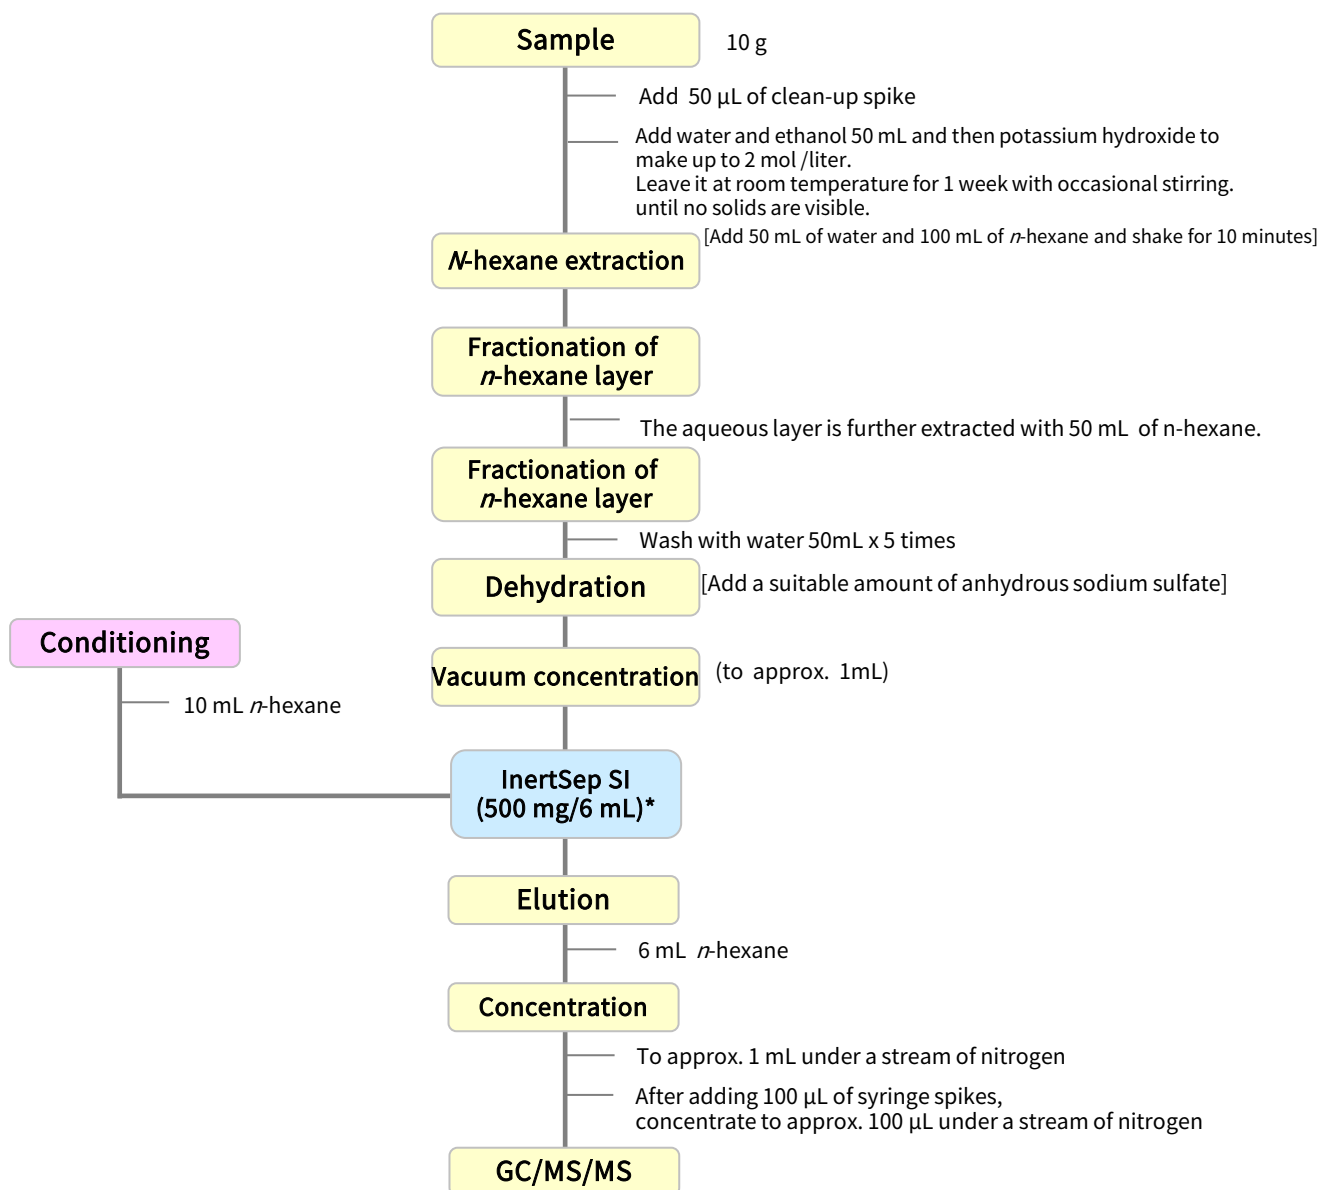 Sample
10 g
Add 50 µL of clean-up spike
Add water and ethanol 50 mL and then potassium hydroxide to
make up to 2 mol /liter.
Leave it at room temperature for 1 week with occasional stirring.
until no solids are visible.
N-hexane extraction
[Add 50 mL of water and 100 mL of n-hexane and shake for 10 minutes]
Fractionation of
n-hexane layer
The aqueous layer is further extracted with 50 mL of n-hexane.
Fractionation of
n-hexane layer
Wash with water 50mL x 5 times
Dehydration
[Add a suitable amount of anhydrous sodium sulfate]
Conditioning
10 mL n-hexane
Vacuum concentration
(to approx. 1mL)
InertSep SI
(500 mg/6 mL)*
Elution
6 mL n-hexane
Concentration
To approx. 1 mL under a stream of nitrogen
After adding 100 µL of syringe spikes,
concentrate to approx. 100 µL under a stream of nitrogen
GC/MS/MS